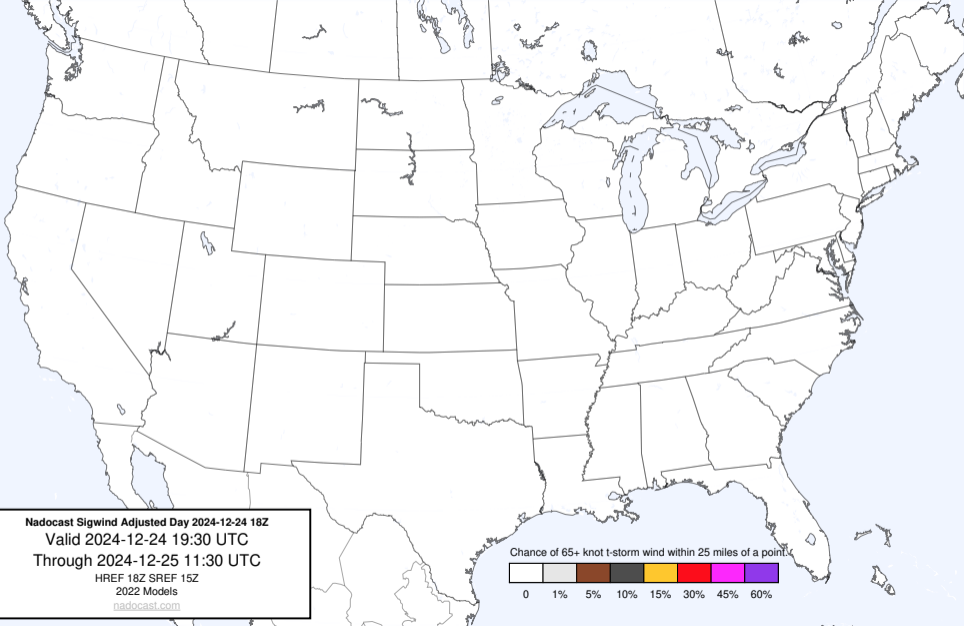 Nadocast Sigwind Adjusted Day 2024-12-24 18Z
Valid 2024-12-24 19:30 UTC
Through 2024-12-25 11:30 UTC
HREF 18Z SREF 15Z
2022 Models
nadocast.com
Chance of 65+ knot t-storm wind within 25 miles of a point.
0 1% 5% 10% 15% 30% 45% 60%